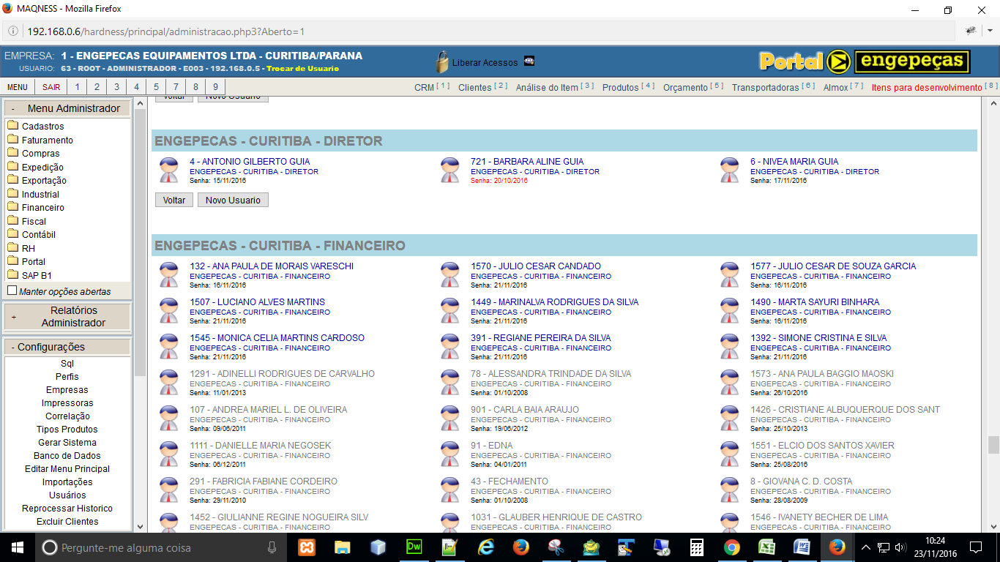 MAQNESS - Mozilla Firefox
192.168.0.6/hardness/principal/administracao.php3?Aberto=1
EMPRESA: 1 - ENGEPECAS EQUIPAMENTOS LTDA - CURITIBA/PARANA
USUARIO: 63 - ROOT - ADMINISTRADOR - E003 - 192.168.0.5 - Trocar de Usuario
Liberar Acessos
Portal engepeças
MENU SAIR 1 2 3 4 5 6 7 8 9
CRM [ 1 ] Clientes [ 2 ] Análise do Item [ 3 ] Produtos [ 4 ] Orçamento [ 5 ] Transportadoras [ 6 ] Almox [ 7 ] Itens para desenvolvimento [ 8 ]
- Menu Administrador
Cadastros
Faturamento
Compras
Expedição
Exportação
Industrial
Financeiro
Fiscal
Contábil
RH
Portal
SAP B1
Manter opções abertas
+ Relatórios
Administrador
- Configurações
Sql
Perfis
Empresas
Impressoras
Correlação
Tipos Produtos
Gerar Sistema
Banco de Dados
Editar Menu Principal
Importações
Usuários
Reprocessar Historico
Excluir Clientes
Voltar Novo Usuario
ENGEPECAS - CURITIBA - DIRETOR
4 - ANTONIO GILBERTO GUIA
ENGEPECAS - CURITIBA - DIRETOR
Senha: 15/11/2016
721 - BARBARA ALINE GUIA
ENGEPECAS - CURITIBA - DIRETOR
Senha: 20/10/2016
6 - NIVEA MARIA GUIA
ENGEPECAS - CURITIBA - DIRETOR
Senha: 17/11/2016
Voltar Novo Usuario
ENGEPECAS - CURITIBA - FINANCEIRO
132 - ANA PAULA DE MORAIS VARESCHI
ENGEPECAS - CURITIBA - FINANCEIRO
Senha: 16/11/2016
1570 - JULIO CESAR CANDADO
ENGEPECAS - CURITIBA - FINANCEIRO
Senha: 21/11/2016
1577 - JULIO CESAR DE SOUZA GARCIA
ENGEPECAS - CURITIBA - FINANCEIRO
Senha: 16/11/2016
1507 - LUCIANO ALVES MARTINS
ENGEPECAS - CURITIBA - FINANCEIRO
Senha: 21/11/2016
1449 - MARINALVA RODRIGUES DA SILVA
ENGEPECAS - CURITIBA - FINANCEIRO
Senha: 21/11/2016
1490 - MARTA SAYURI BINHARA
ENGEPECAS - CURITIBA - FINANCEIRO
Senha: 16/11/2016
1545 - MONICA CELIA MARTINS CARDOSO
ENGEPECAS - CURITIBA - FINANCEIRO
Senha: 21/11/2016
391 - REGIANE PEREIRA DA SILVA
ENGEPECAS - CURITIBA - FINANCEIRO
Senha: 21/11/2016
1392 - SIMONE CRISTINA E SILVA
ENGEPECAS - CURITIBA - FINANCEIRO
Senha: 21/11/2016
1291 - ADINELLI RODRIGUES DE CARVALHO
ENGEPECAS - CURITIBA - FINANCEIRO
Senha: 11/01/2013
78 - ALESSANDRA TRINDADE DA SILVA
ENGEPECAS - CURITIBA - FINANCEIRO
Senha: 01/10/2008
1573 - ANA PAULA BAGGIO MAOSKI
ENGEPECAS - CURITIBA - FINANCEIRO
Senha: 26/10/2016
107 - ANDREA MARIEL L. DE OLIVEIRA
ENGEPECAS - CURITIBA - FINANCEIRO
Senha: 09/06/2011
901 - CARLA BAIA ARAUJO
ENGEPECAS - CURITIBA - FINANCEIRO
Senha: 19/06/2012
1426 - CRISTIANE ALBUQUERQUE DOS SANT
ENGEPECAS - CURITIBA - FINANCEIRO
Senha: 25/10/2013
1111 - DANIELLE MARIA NEGOSEK
ENGEPECAS - CURITIBA - FINANCEIRO
Senha: 06/12/2011
91 - EDNA
ENGEPECAS - CURITIBA - FINANCEIRO
Senha: 04/01/2011
1551 - ELCIO DOS SANTOS XAVIER
ENGEPECAS - CURITIBA - FINANCEIRO
Senha: 25/08/2016
291 - FABRICIA FABIANE CORDEIRO
ENGEPECAS - CURITIBA - FINANCEIRO
Senha: 29/11/2010
43 - FECHAMENTO
ENGEPECAS - CURITIBA - FINANCEIRO
Senha: 01/10/2008
8 - GIOVANA C. D. COSTA
ENGEPECAS - CURITIBA - FINANCEIRO
Senha: 28/08/2009
1452 - GIULIANNE REGINE NOGUEIRA SILV
ENGEPECAS - CURITIBA - FINANCEIRO
1031 - GLAUBER HENRIQUE DE CASTRO
ENGEPECAS - CURITIBA - FINANCEIRO
1546 - IVANETY BECHER DE LIMA
ENGEPECAS - CURITIBA - FINANCEIRO
Pergunte-me alguma coisa
Dw
10:24
23/11/2016